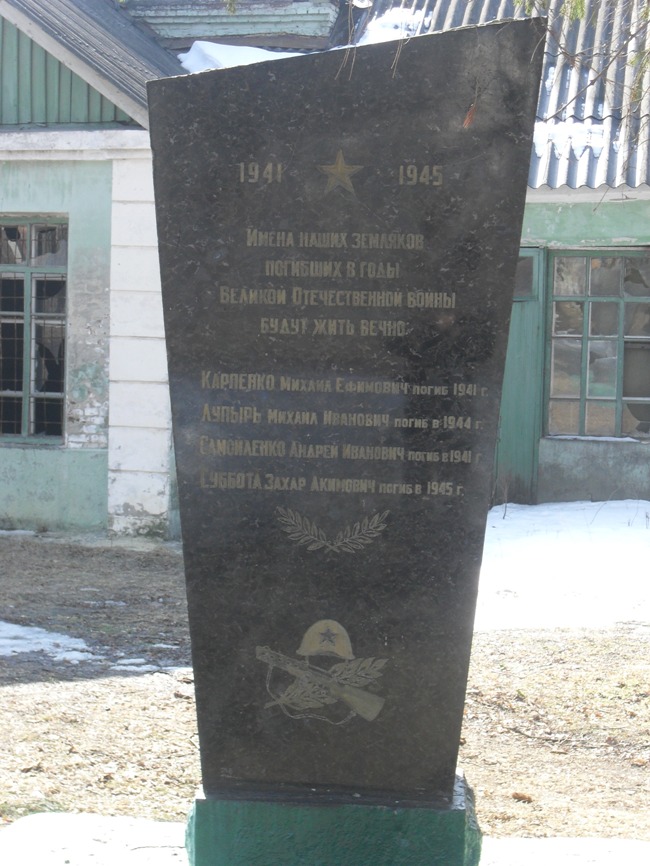 1941 1945
Имена наших земляков
погибших в годы
Великой Отечественной войны
будут жить вечно.
Карпенко Михаил Ефимович погиб 1941 г.
Лупырь Михаил Иванович погиб в 1944 г.
Самойленко Андрей Иванович погиб в 1941 г
Суббота Захар Акимович погиб в 1945 г.